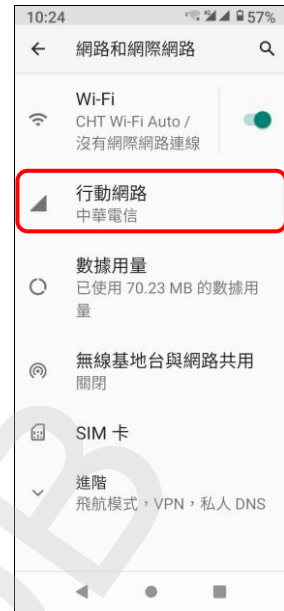 10:24 57%
網路和網際網路
Wi-Fi
CHT Wi-Fi Auto /
沒有網際網路連線
行動網路
中華電信
數據用量
已使用 70.23 MB 的數據用
量
無線基地台與網路共用
關閉
SIM 卡
進階
飛航模式，VPN，私人 DNS